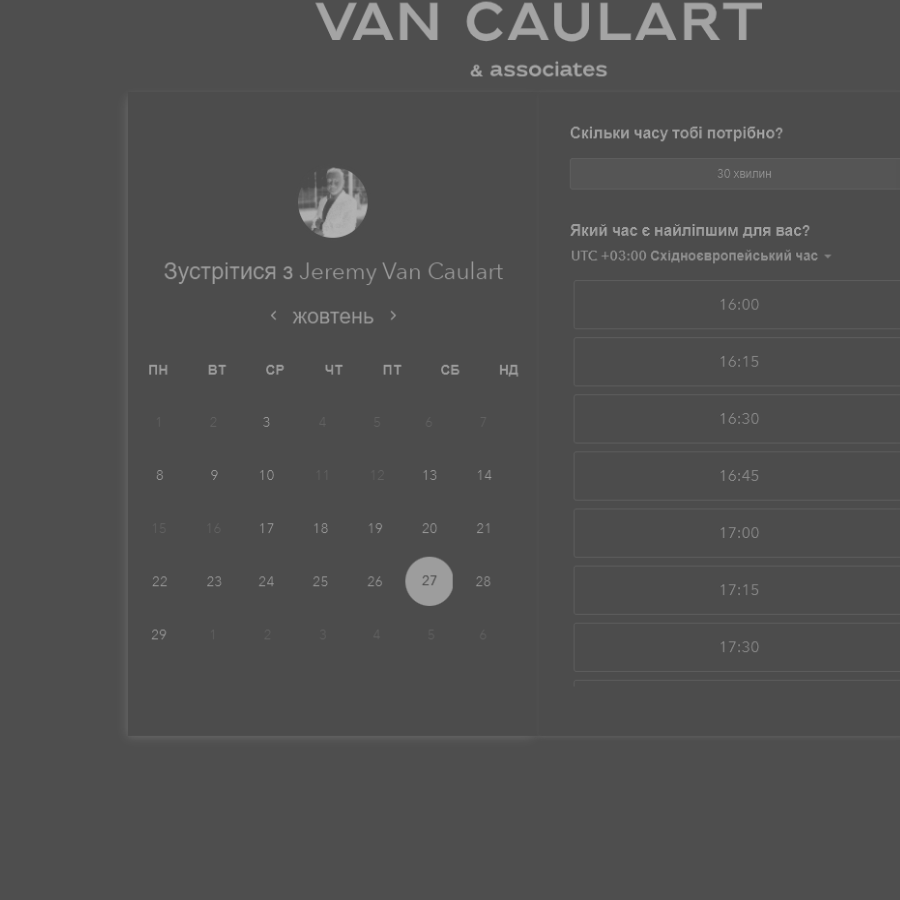 VAN CAULART
& associates
Зустрітися з Jeremy Van Caulart
‹ жовтень ›
ПН ВТ СР ЧТ ПТ СБ НД
1 2 3 4 5 6 7
8 9 10 11 12 13 14
15 16 17 18 19 20 21
22 23 24 25 26 27 28
29 1 2 3 4 5 6
Скільки часу тобі потрібно?
30 хвилин
Який час є найліпшим для вас?
UTC +03:00 Східноєвропейський час
16:00
16:15
16:30
16:45
17:00
17:15
17:30